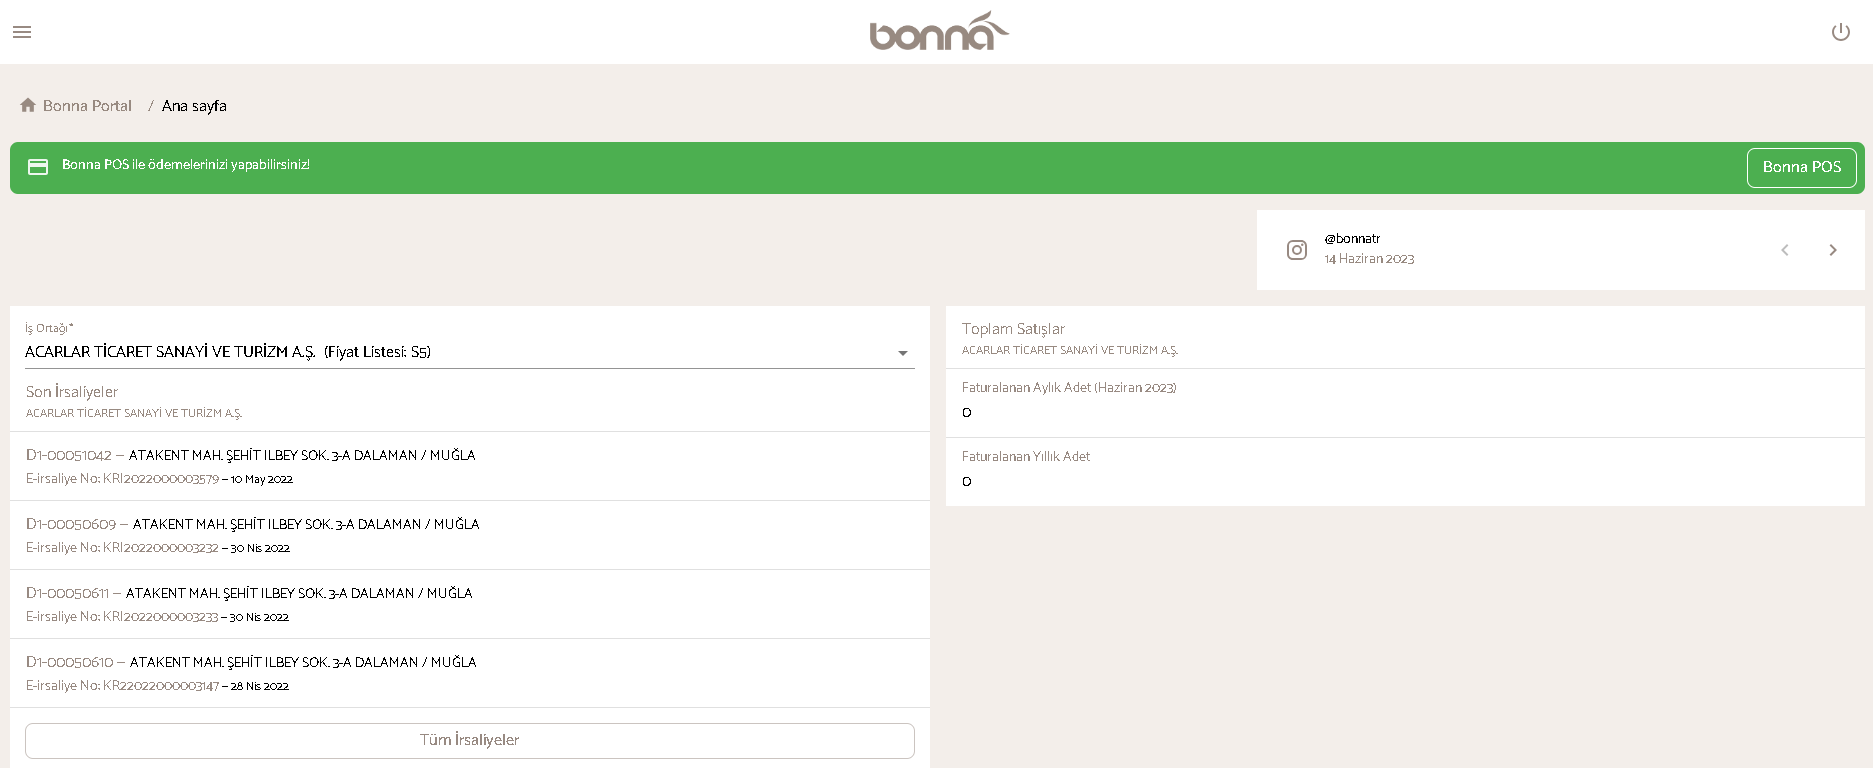 bonna
Bonna Portal / Ana sayfa
Bonna POS ile ödemelerinizi yapabilirsiniz!
Bonna POS
@bonnatr
14 Haziran 2023
İş Ortağı*
ACARLAR TİCARET SANAYİ VE TURİZM A.Ş. (Fiyat Listesi: S5)
Son İrsaliyeler
ACARLAR TİCARET SANAYİ VE TURİZM A.Ş.
D1-00051042 – ATAKENT MAH. ŞEHİT ILBEY SOK. 3-A DALAMAN / MUĞLA
E-irsaliye No: KRI2022000003579 – 10 May 2022
D1-00050609 – ATAKENT MAH. ŞEHİT ILBEY SOK. 3-A DALAMAN / MUĞLA
E-irsaliye No: KRI2022000003232 – 30 Nis 2022
D1-00050611 – ATAKENT MAH. ŞEHİT ILBEY SOK. 3-A DALAMAN / MUĞLA
E-irsaliye No: KRI2022000003233 – 30 Nis 2022
D1-00050610 – ATAKENT MAH. ŞEHİT ILBEY SOK. 3-A DALAMAN / MUĞLA
E-irsaliye No: KR22022000003147 – 28 Nis 2022
Tüm İrsaliyeler
Toplam Satışlar
ACARLAR TİCARET SANAYİ VE TURİZM A.Ş.
Faturalanan Aylık Adet (Haziran 2023)
0
Faturalanan Yıllık Adet
0